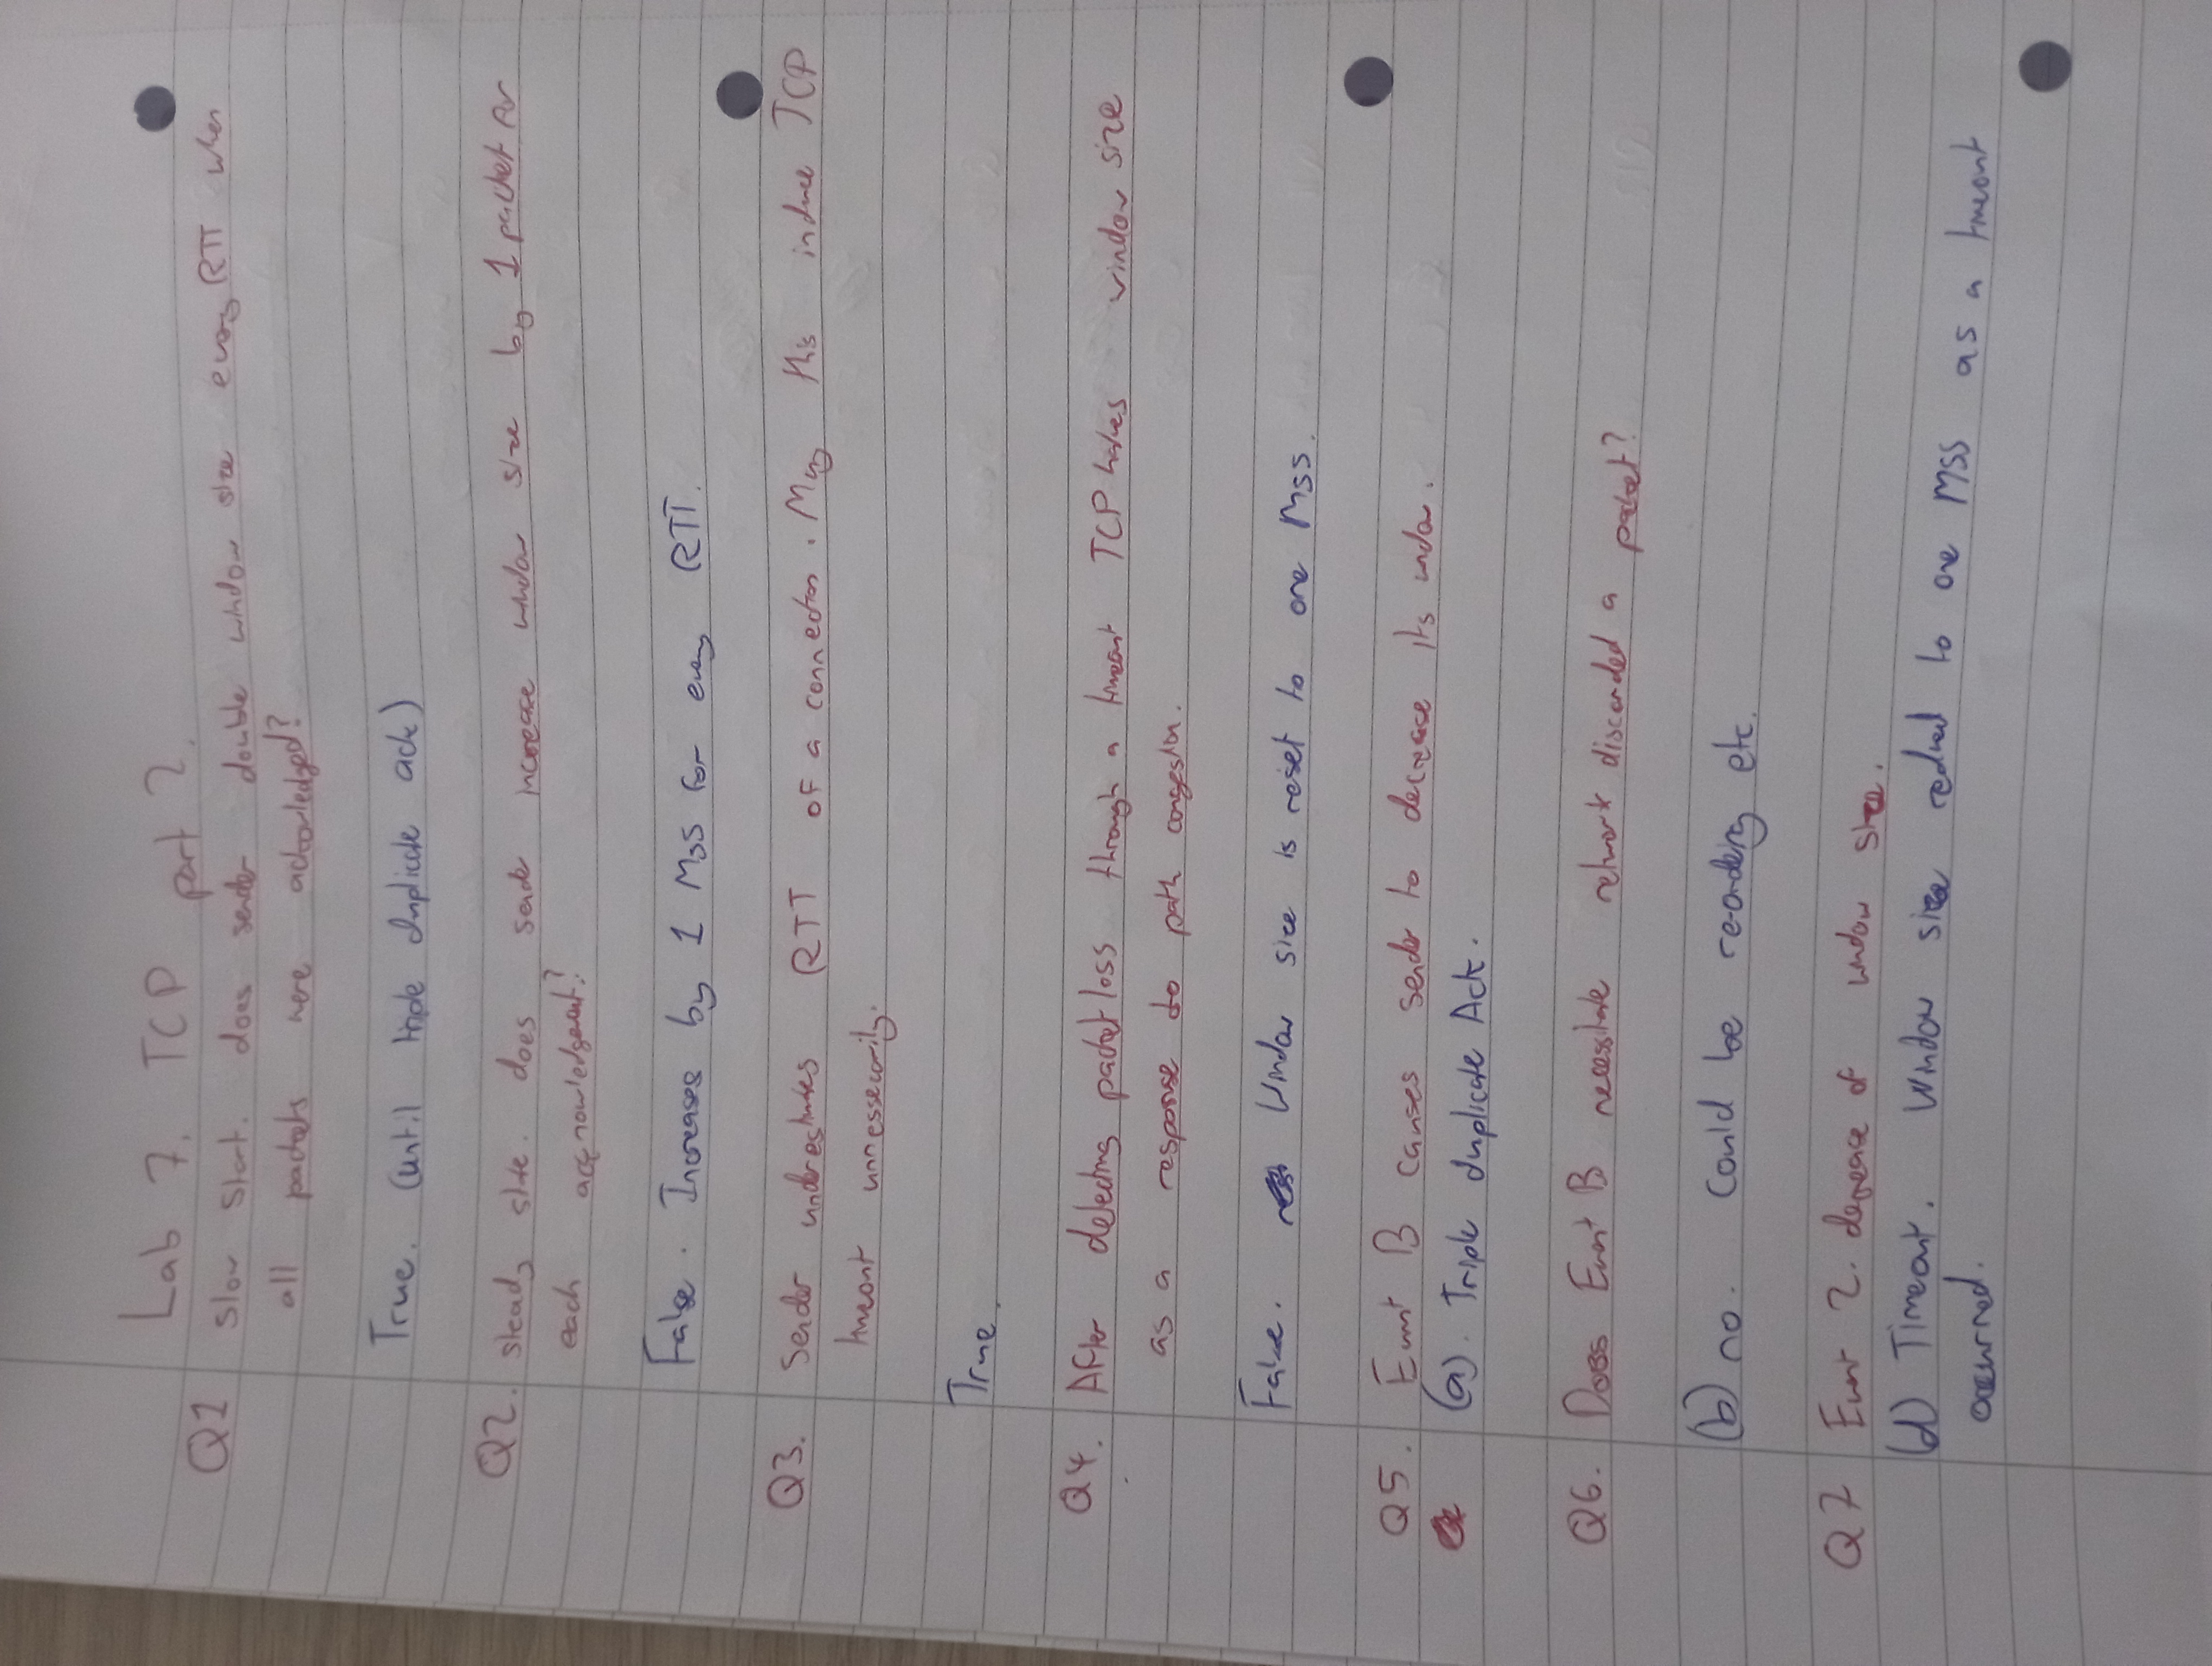 Lab 7. TCP part 2.
Q1 Slow Start. does sender double window size every RTT when
all packets were acknowledged?
True. (until triple duplicate ack)
Q2. steady state. does sender increase window size by 1 packet for
each acknowledgement?
False. Increases by 1 MSS for every RTT.
Q3. Sender underestimates RTT of a connection. May this induce TCP
timeout unnessecarily.
True.
Q4. After detecting packet loss through a timeout TCP halves window size
as a response to path congestion.
False. Window size is reset to one MSS.
Q5. Event B causes sender to decrease its window.
(a). Triple duplicate Ack.
Q6. Does Event B necessitate network discarded a packet?
(b) no. Could be re-ordering etc.
Q7 Event 2. decrease of window size.
(d) Timeout. Window size reduced to one MSS as a timeout
occurred.